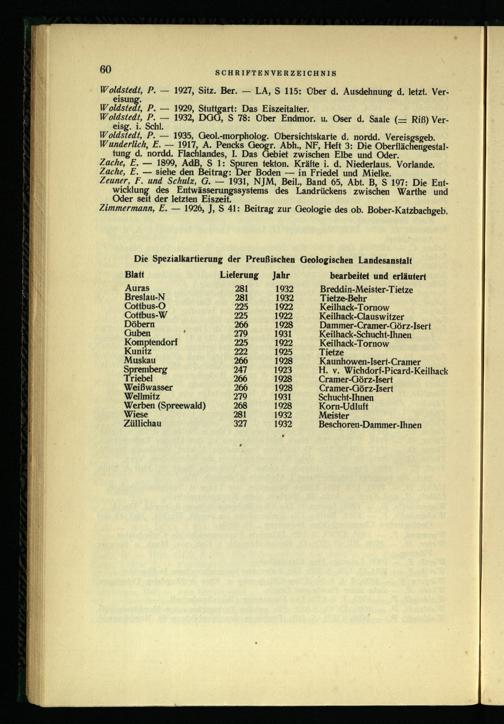 60
SCHRIFTENVERZEICHNIS
Woldstedt, P. — 1927, Sitz. Ber. — LA, S 115: Über d. Ausdehnung d. letzt. Ver-
eisung.
Woldstedt, P. — 1929, Stuttgart: Das Eiszeitalter.
Woldstedt, P. — 1932, DGG, S 78: Über Endmor. u. Oser d. Saale (= Riß) Ver-
eisg. i. Schl.
Woldstedt, P. — 1935, Geol.-morpholog. Übersichtskarte d. nordd. Vereisgsgeb.
Wunderlich, E. — 1917, A. Pencks Geogr. Abh., NF, Heft 3: Die Oberflächengestal-
tung d. nordd. Flachlandes, I. Das Gebiet zwischen Elbe und Oder.
Zache, E. — 1899, AdB, S 1: Spuren tekton. Kräfte i. d. Niederlaus. Vorlande.
Zache, E. — siehe den Beitrag: Der Boden — in Friedel und Mielke.
Zeuner, F. und Schulz, G. — 1931, NJM, Beil., Band 65, Abt. B, S 197: Die Ent-
wicklung des Entwässerungssystems des Landrückens zwischen Warthe und
Oder seit der letzten Eiszeit.
Zimmermann, E. — 1926, J, S 41: Beitrag zur Geologie des ob. Bober-Katzbachgeb.
Die Spezialkartierung der Preußischen Geologischen Landesanstalt
Blatt Lieferung Jahr bearbeitet und erläutert
Auras 281 1932 Breddin-Meister-Tietze
Breslau-N 281 1932 Tietze-Behr
Cottbus-O 225 1922 Keilhack-Tornow
Cottbus-W 225 1922 Keilhack-Clauswitzer
Döbern 266 1928 Dammer-Cramer-Görz-Isert
Guben 279 1931 Keilhack-Schucht-Ihnen
Komptendorf 225 1922 Keilhack-Tornow
Kunitz 222 1925 Tietze
Muskau 266 1928 Kaunhowen-Isert-Cramer
Spremberg 247 1923 H. v. Wichdorf-Picard-Keilhack
Triebel 266 1928 Cramer-Görz-Isert
Weißwasser 266 1928 Cramer-Görz-Isert
Wellmitz 279 1931 Schucht-Ihnen
Werben (Spreewald) 268 1928 Korn-Udluft
Wiese 281 1932 Meister
Züllichau 327 1932 Beschoren-Dammer-Ihnen